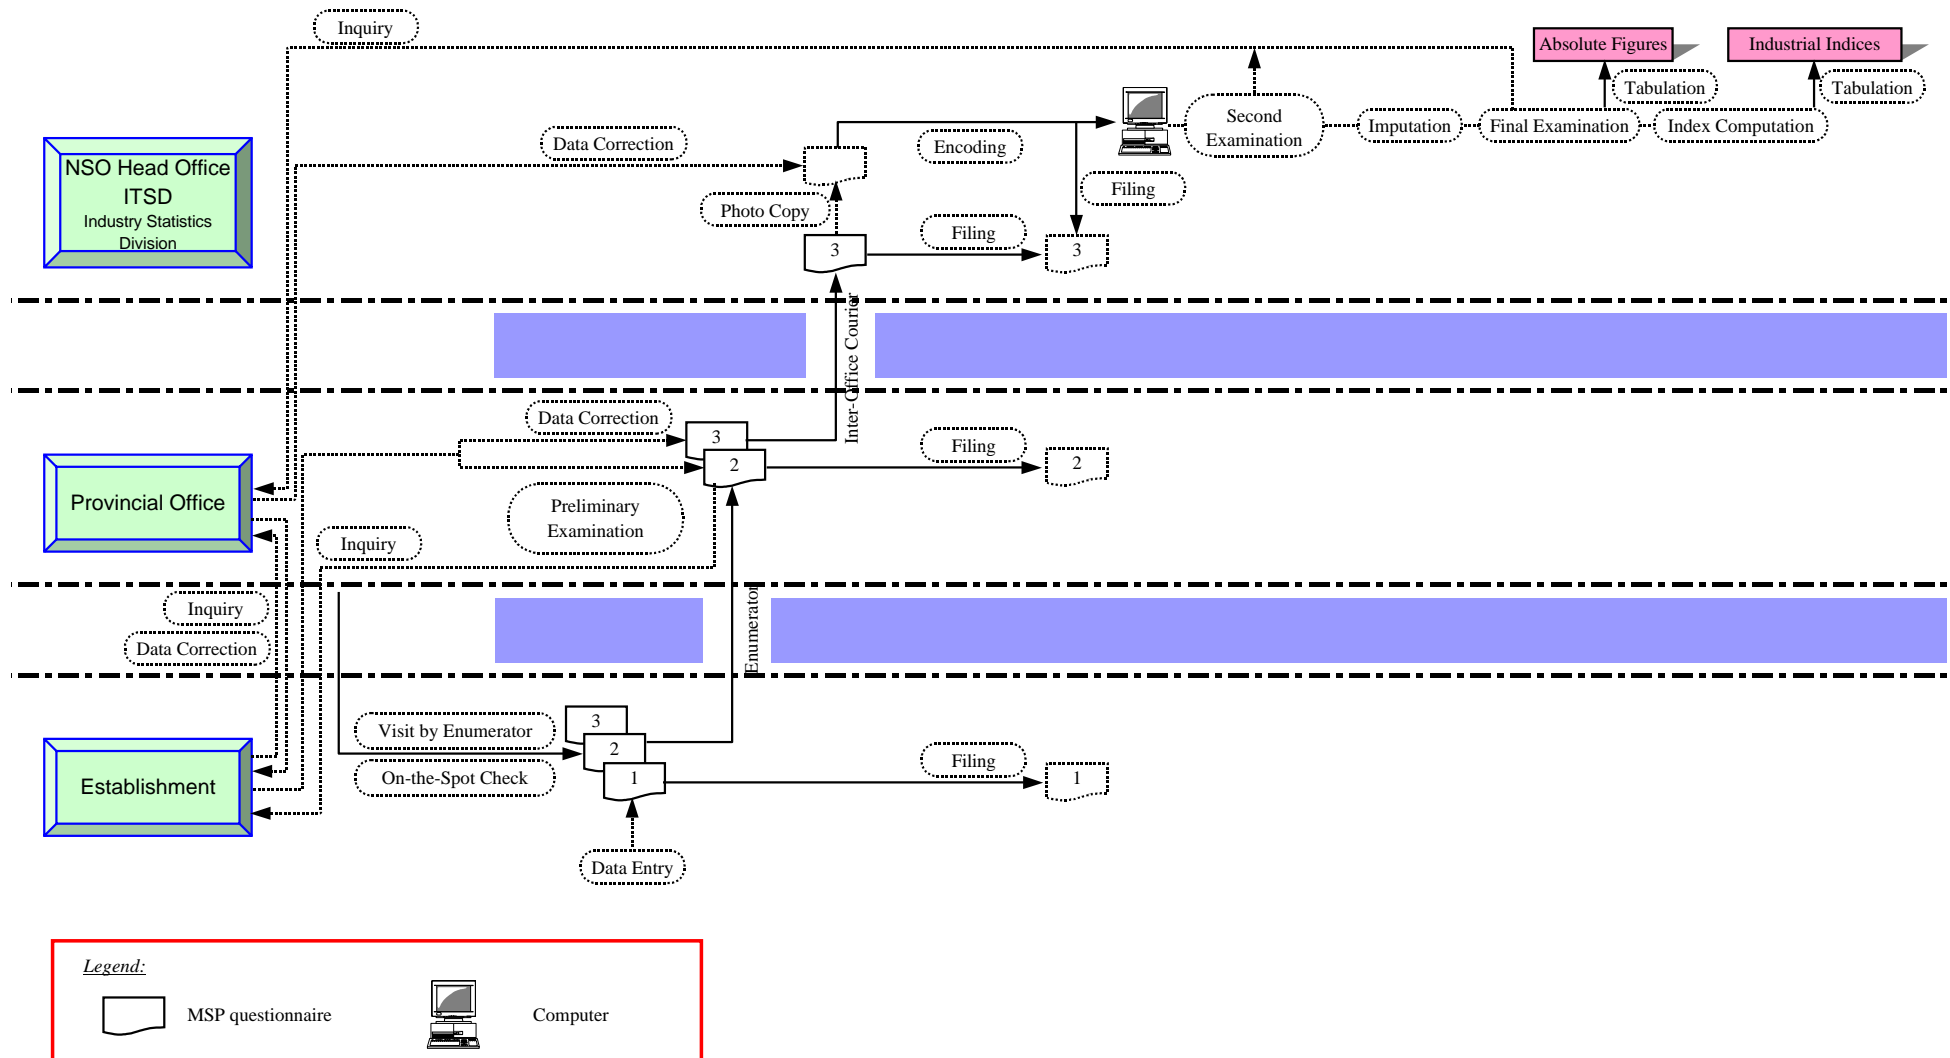 Inquiry
Absolute Figures
Industrial Indices
Tabulation
Tabulation
Second
Examination
Imputation
Final Examination
Index Computation
Data Correction
Encoding
NSO Head Office
ITSD
Industry Statistics
Division
Photo Copy
Filing
Filing
3
3
Inter-Office Courier
Data Correction
3
2
Filing
2
Provincial Office
Preliminary
Examination
Inquiry
Inquiry
Data Correction
Enumerator
Visit by Enumerator
On-the-Spot Check
3
2
1
Filing
1
Establishment
Data Entry
Legend:
MSP questionnaire
Computer